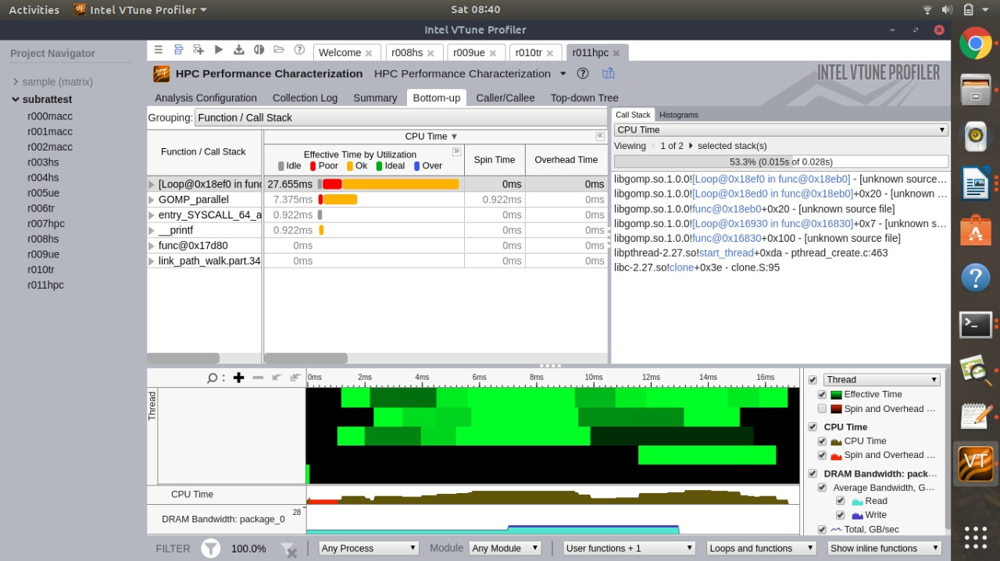 Activities Intel VTune Profiler Sat 08:40
Intel VTune Profiler
Project Navigator
sample (matrix)
subrattest
r000macc
r001macc
r002macc
r003hs
r004hs
r005ue
r006tr
r007hpc
r008hs
r009ue
r010tr
r011hpc
Welcome r008hs r009ue r010tr r011hpc
VT HPC Performance Characterization HPC Performance Characterization
INTEL VTUNE PROFILER
Analysis Configuration Collection Log Summary Bottom-up Caller/Callee Top-down Tree
Grouping: Function / Call Stack
Function / Call Stack
CPU Time
Effective Time by Utilization
Idle Poor Ok Ideal Over
Spin Time Overhead Time
[Loop@0x18ef0 in func 27.655ms 0ms 0ms
GOMP_parallel 7.375ms 0.922ms 0ms
entry_SYSCALL_64_a 0.922ms 0ms 0ms
__printf 0.922ms 0ms 0ms
func@0x17d80 0ms 0ms 0ms
link_path_walk.part.34 0ms 0ms 0ms
Call Stack Histograms
CPU Time
Viewing 1 of 2 selected stack(s)
53.3% (0.015s of 0.028s)
libgomp.so.1.0.0![Loop@0x18ef0 in func@0x18eb0] - [unknown source...
libgomp.so.1.0.0![Loop@0x18ed0 in func@0x18eb0]+0x20 - [unknown ...
libgomp.so.1.0.0!func@0x18eb0+0x20 - [unknown source file]
libgomp.so.1.0.0![Loop@0x16930 in func@0x16830]+0x7 - [unknown s...
libgomp.so.1.0.0!func@0x16830+0x100 - [unknown source file]
libpthread-2.27.so!start_thread+0xda - pthread_create.c:463
libc-2.27.so!clone+0x3e - clone.S:95
0ms 2ms 4ms 6ms 8ms 10ms 12ms 14ms 16ms
Thread
CPU Time
DRAM Bandwidth: package_0 28
Thread
Effective Time
Spin and Overhead ...
CPU Time
CPU Time
Spin and Overhead ...
DRAM Bandwidth: pack...
Average Bandwidth, G...
Read
Write
Total, GB/sec
FILTER 100.0% Any Process Module Any Module User functions + 1 Loops and functions Show inline functions
VT